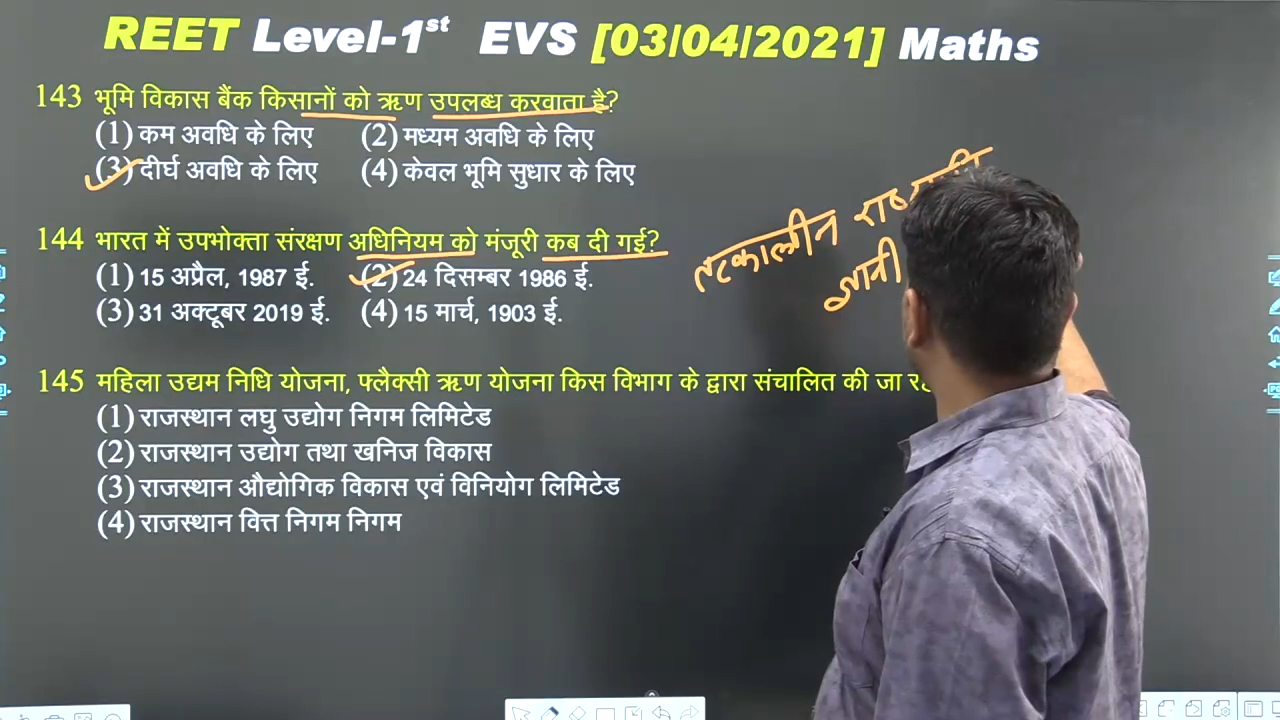 REET Level-1st EVS [03/04/2021] Maths
143 भूमि विकास बैंक किसानों को ऋण उपलब्ध करवाता है?
(1) कम अवधि के लिए (2) मध्यम अवधि के लिए
(3) दीर्घ अवधि के लिए (4) केवल भूमि सुधार के लिए
144 भारत में उपभोक्ता संरक्षण अधिनियम को मंजूरी कब दी गई?
(1) 15 अप्रैल, 1987 ई. (2) 24 दिसम्बर 1986 ई.
(3) 31 अक्टूबर 2019 ई. (4) 15 मार्च, 1903 ई.
तत्कालीन
ज्ञानी
145 महिला उद्यम निधि योजना, फ्लैक्सी ऋण योजना किस विभाग के द्वारा संचालित की जा
(1) राजस्थान लघु उद्योग निगम लिमिटेड
(2) राजस्थान उद्योग तथा खनिज विकास
(3) राजस्थान औद्योगिक विकास एवं विनियोग लिमिटेड
(4) राजस्थान वित्त निगम निगम